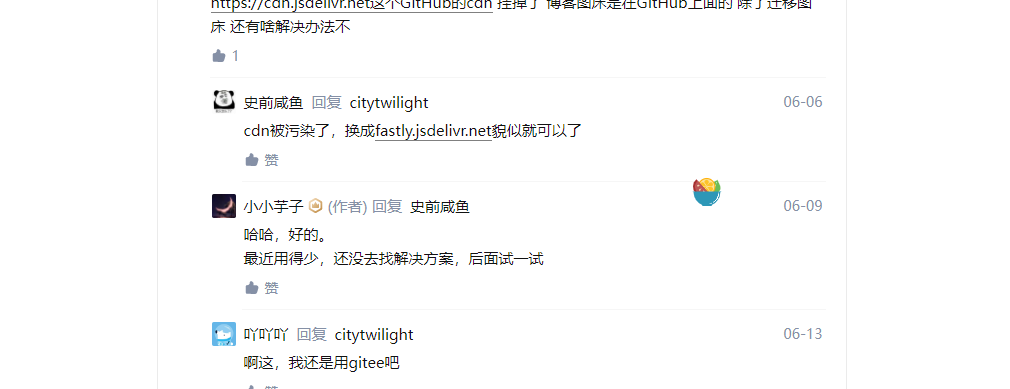 https://cdn.jsdelivr.net这个GitHub的cdn 挂掉了 博客图床是在GitHub上面的 除了迁移图
床 还有啥解决办法不
1
史前咸鱼 回复 citytwilight 06-06
cdn被污染了，换成fastly.jsdelivr.net貌似就可以了
赞
小小芋子 (作者) 回复 史前咸鱼 06-09
哈哈，好的。
最近用得少，还没去找解决方案，后面试一试
赞
吖吖吖 回复 citytwilight 06-13
啊这，我还是用gitee吧
赞